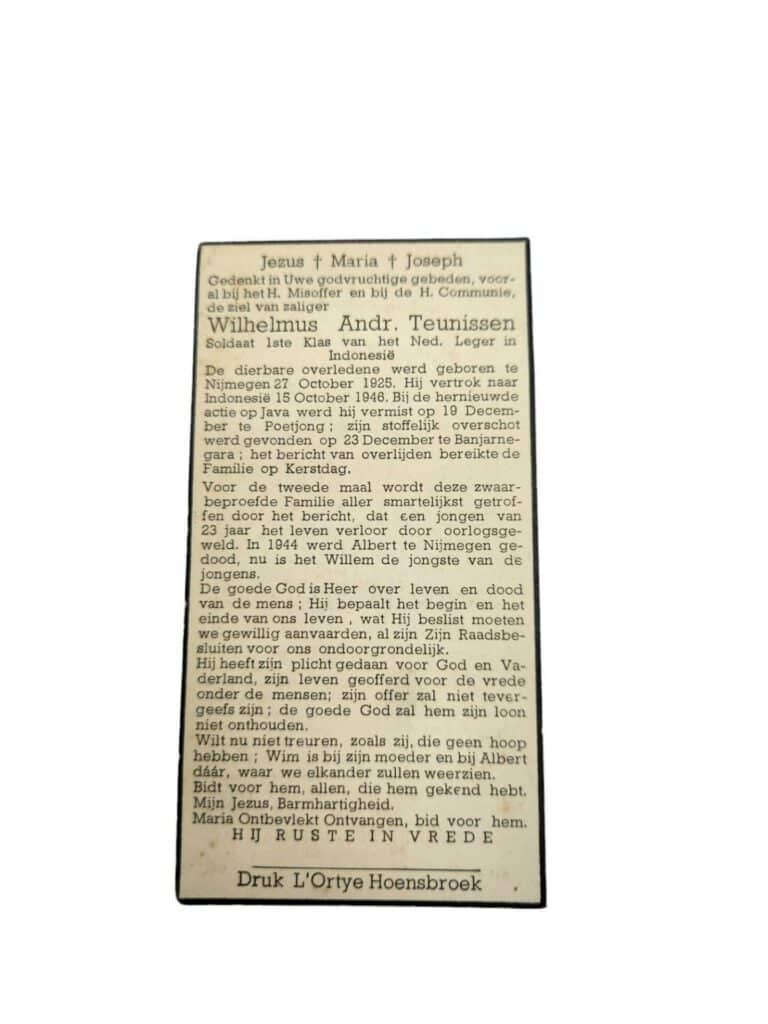 Jezus † Maria † Joseph
Gedenkt in Uwe godvruchtige gebeden, voor-
al bij het H. Misoffer en bij de H. Communie,
de ziel van zaliger
Wilhelmus Andr. Teunissen
Soldaat 1ste Klas van het Ned. Leger in
Indonesië
De dierbare overledene werd geboren te
Nijmegen 27 October 1925. Hij vertrok naar
Indonesië 15 October 1946. Bij de hernieuwde
actie op Java werd hij vermist op 19 Decem-
ber te Poetjong; zijn stoffelijk overschot
werd gevonden op 23 December te Banjarne-
gara; het bericht van overlijden bereikte de
Familie op Kerstdag.
Voor de tweede maal wordt deze zwaar-
beproefde Familie aller smartelijkst getrof-
fen door het bericht, dat een jongen van
23 jaar het leven verloor door oorlogsge-
weld. In 1944 werd Albert te Nijmegen ge-
dood, nu is het Willem de jongste van de
jongens.
De goede God is Heer over leven en dood
van de mens; Hij bepaalt het begin en het
einde van ons leven, wat Hij beslist moeten
we gewillig aanvaarden, al zijn Zijn Raadsbe-
sluiten voor ons ondoorgrondelijk.
Hij heeft zijn plicht gedaan voor God en Va-
derland, zijn leven geofferd voor de vrede
onder de mensen; zijn offer zal niet tever-
geefs zijn; de goede God zal hem zijn loon
niet onthouden.
Wilt nu niet treuren, zoals zij, die geen hoop
hebben; Wim is bij zijn moeder en bij Albert
dáár, waar we elkander zullen weerzien.
Bidt voor hem, allen, die hem gekend hebt.
Mijn Jezus, Barmhartigheid.
Maria Ontbevlekt Ontvangen, bid voor hem.
HIJ RUSTE IN VREDE
Druk L'Ortye Hoensbroek